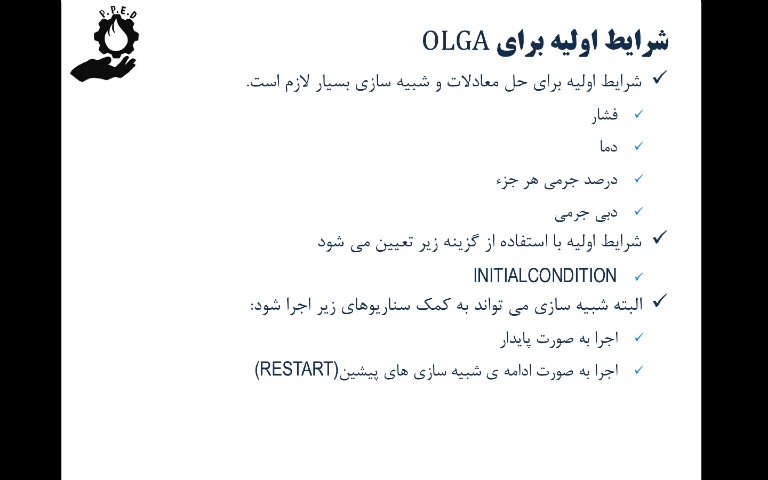 P.P.E.D
شرایط اولیه برای OLGA
شرایط اولیه برای حل معادلات و شبیه سازی بسیار لازم است.
فشار
دما
درصد جرمی هر جزء
دبی جرمی
شرایط اولیه با استفاده از گزینه زیر تعیین می شود
INITIALCONDITION
البته شبیه سازی می تواند به کمک سناریوهای زیر اجرا شود:
اجرا به صورت پایدار
اجرا به صورت ادامه ی شبیه سازی های پیشین(RESTART)